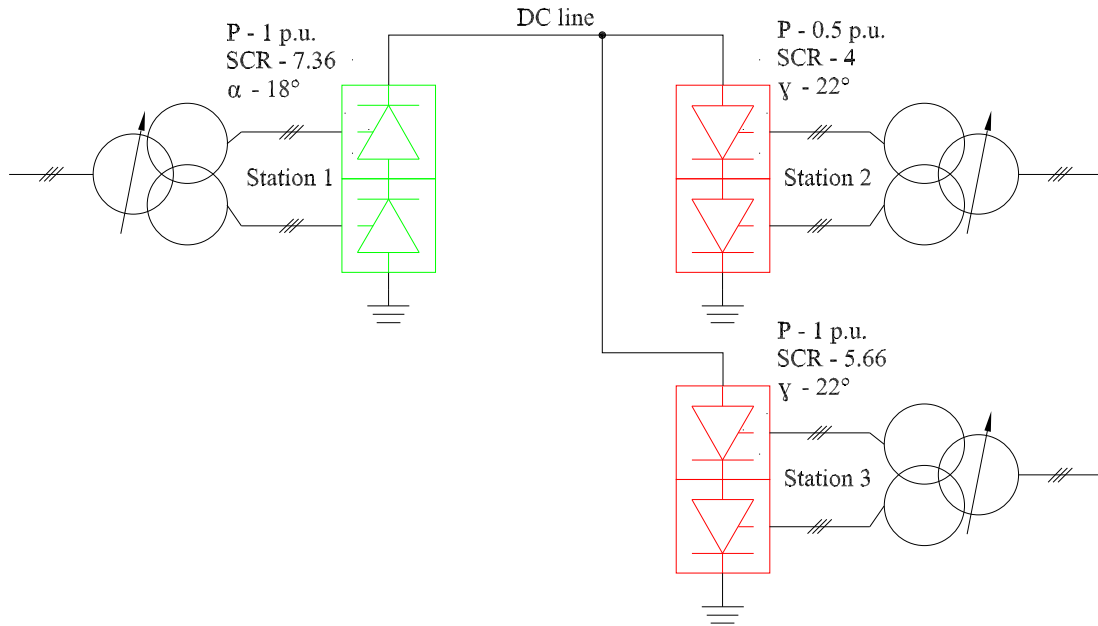 DC line
P - 1 p.u.
SCR - 7.36
α - 18°
Station 1
P - 0.5 p.u.
SCR - 4
ɣ - 22°
Station 2
P - 1 p.u.
SCR - 5.66
ɣ - 22°
Station 3